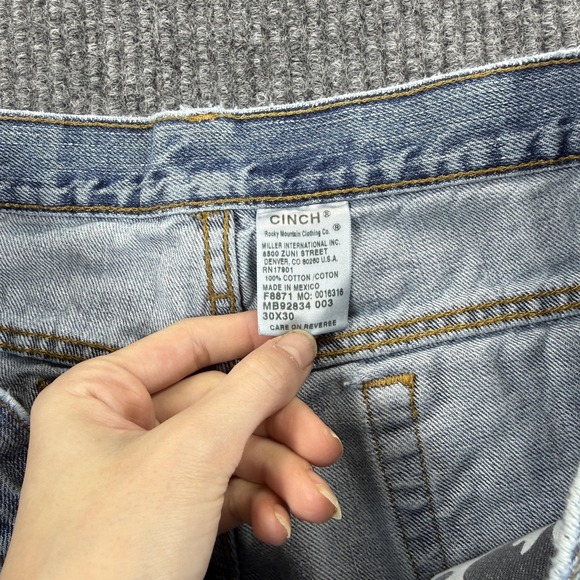 CINCH®
Rocky Mountain Clothing Co. ®
MILLER INTERNATIONAL INC.
8500 ZUNI STREET
DENVER, CO 80260 U.S.A.
RN17901
100% COTTON /COTON
MADE IN MEXICO
F8871 MO: 0016316
MB92834 003
30X30
CARE ON REVERSE